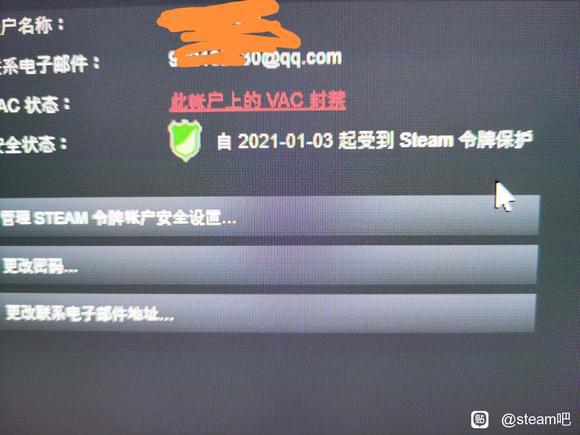 户名称：
联系电子邮件：
@qq.com
AC 状态：
此帐户上的 VAC 封禁
安全状态：
自 2021-01-03 起受到 Steam 令牌保护
管理 STEAM 令牌帐户安全设置...
更改密码...
更改联系电子邮件地址...
贴 @steam吧